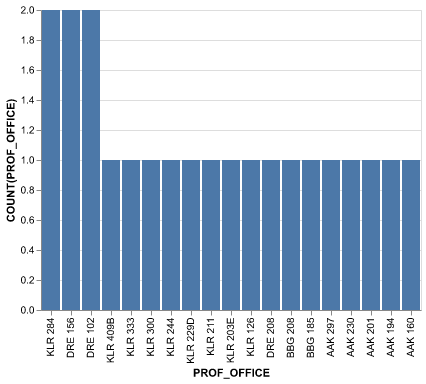 2.0
1.8
1.6
1.4
1.2
1.0
0.8
0.6
0.4
0.2
0.0
COUNT(PROF_OFFICE)
KLR 284
DRE 156
DRE 102
KLR 409B
KLR 333
KLR 300
KLR 244
KLR 229D
KLR 211
KLR 203E
KLR 126
DRE 208
BBG 208
BBG 185
AAK 297
AAK 230
AAK 201
AAK 194
AAK 160
PROF_OFFICE